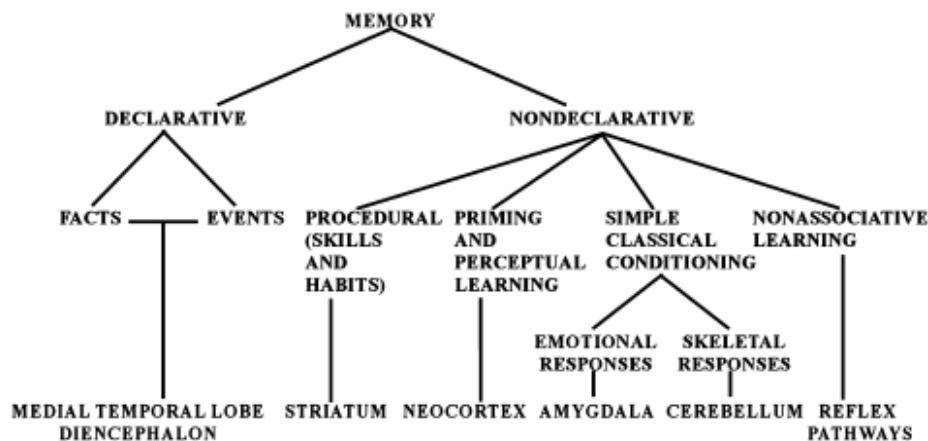 MEMORY
DECLARATIVE
NONDECLARATIVE
FACTS
EVENTS
PROCEDURAL
(SKILLS
AND
HABITS)
PRIMING
AND
PERCEPTUAL
LEARNING
SIMPLE
CLASSICAL
CONDITIONING
NONASSOCIATIVE
LEARNING
EMOTIONAL
RESPONSES
SKELETAL
RESPONSES
MEDIAL TEMPORAL LOBE
DIENCEPHALON
STRIATUM
NEOCORTEX
AMYGDALA
CEREBELLUM
REFLEX
PATHWAYS